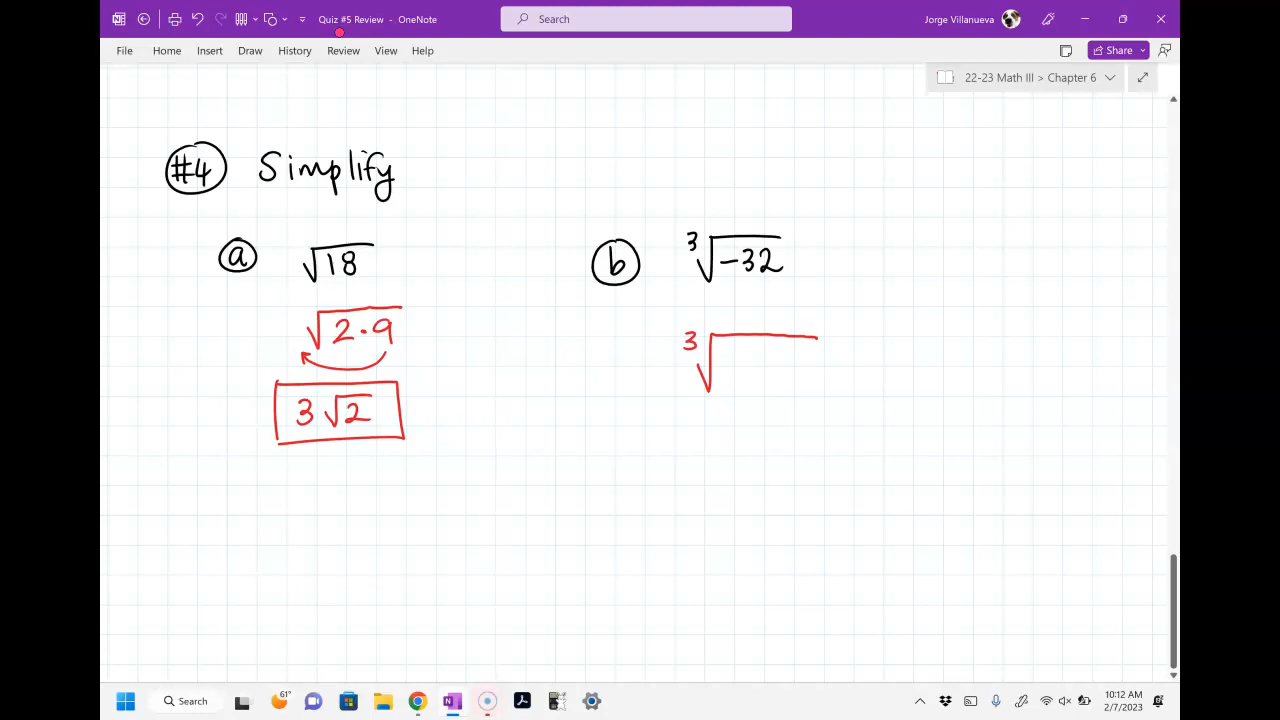 Quiz #5 Review - OneNote
Search
Jorge Villanueva
File Home Insert Draw History Review View Help
Share
22-23 Math III > Chapter 6
#4 Simplify
a √18
b ∛-32
√2·9
∛
3√2
61°
Search
10:12 AM
2/7/2023